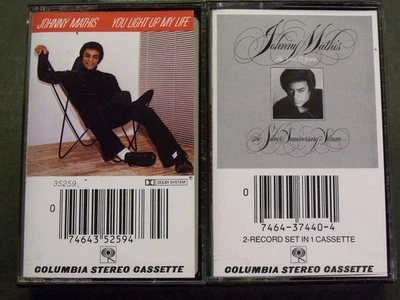 JOHNNY MATHIS YOU LIGHT UP MY LIFE
35259
DOLBY SYSTEM
0
74643 52594
COLUMBIA STEREO CASSETTE
Johnny Mathis
The Silver Anniversary Album
0
7464-37440-4
2-RECORD SET IN 1 CASSETTE
COLUMBIA STEREO CASSETTE